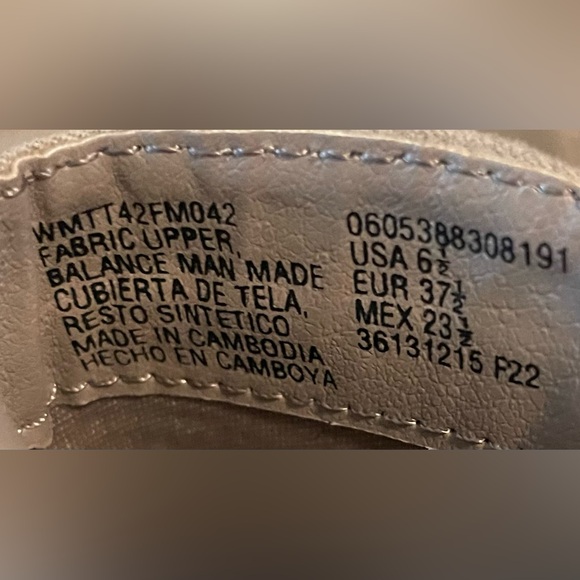 WMTT42FM042
FABRIC UPPER,
BALANCE MAN MADE
CUBIERTA DE TELA,
RESTO SINTETICO
MADE IN CAMBODIA
HECHO EN CAMBOYA
0605388308191
USA 6½
EUR 37½
MEX 23½
36131215 F22